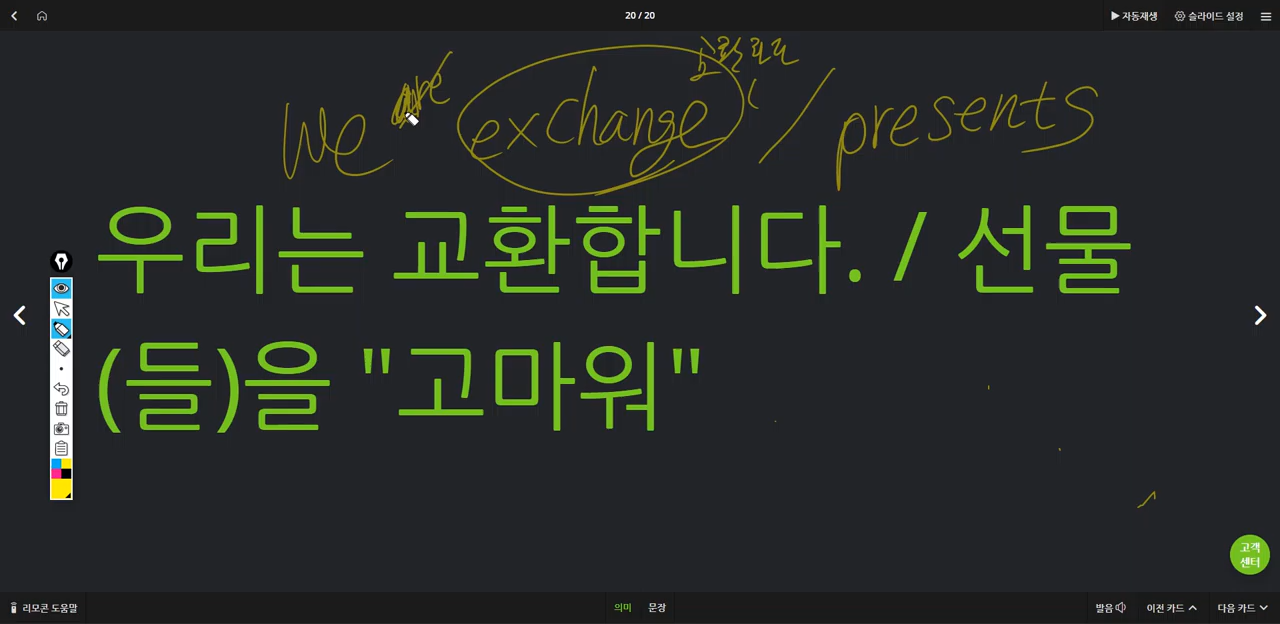 20 / 20
▶ 자동재생
슬라이드 설정
We are exchange / presents
우리는 교환합니다. / 선물
(들)을 "고마워"
고객
센터
리모콘 도움말
의미
문장
발음
이전 카드
다음 카드